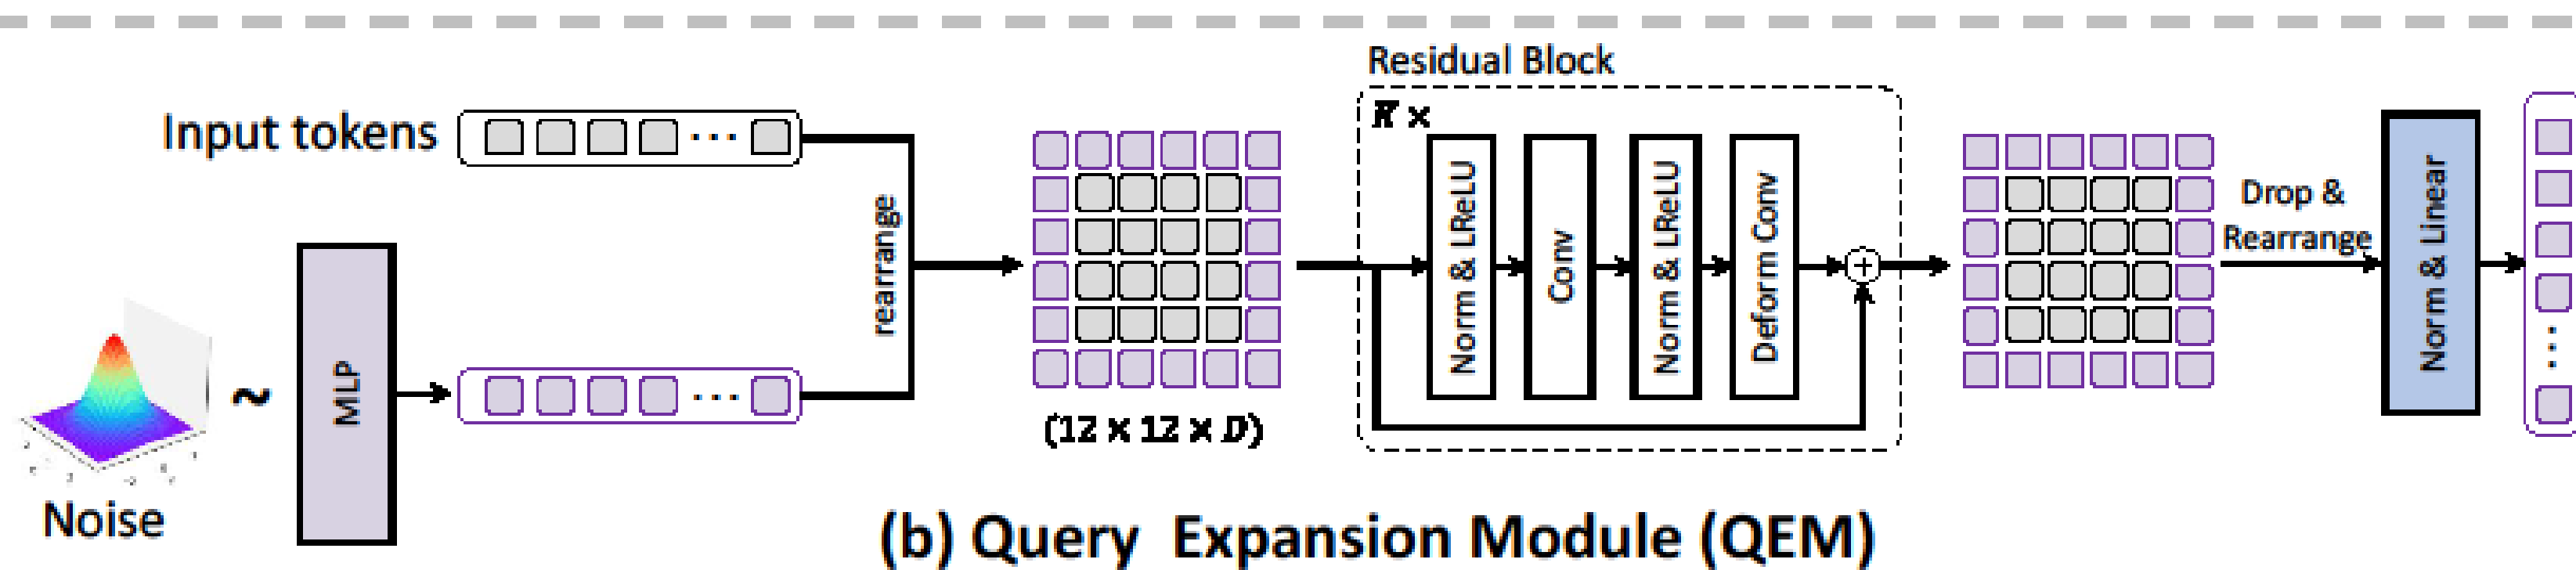 Residual Block
Input tokens
rearrange
MLP
Noise
~
(12 × 12 × D)
×
Norm & LReLU
Conv
Norm & LReLU
Deform Conv
+
Drop &
Rearrange
Norm & Linear
(b) Query Expansion Module (QEM)